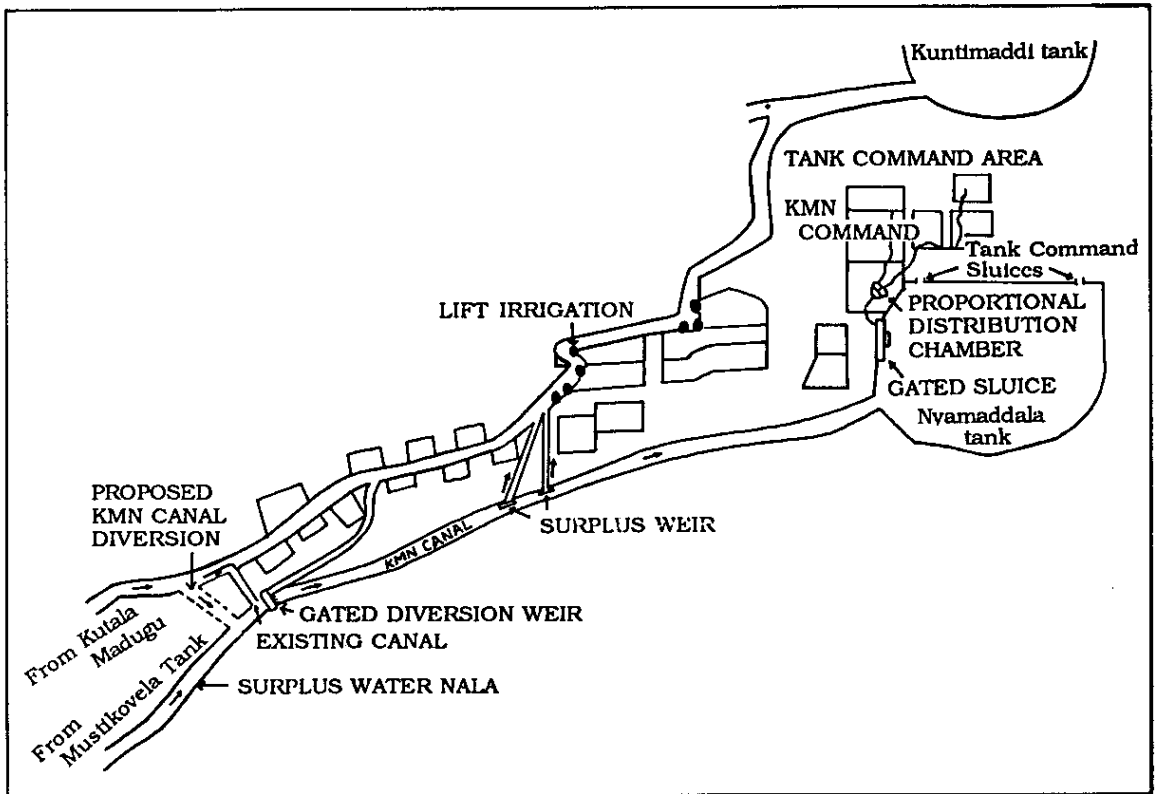 Kuntimaddi tank
TANK COMMAND AREA
KMN
COMMAND
Tank Command
Sluices
LIFT IRRIGATION
PROPORTIONAL
DISTRIBUTION
CHAMBER
GATED SLUICE
Nyamaddala
tank
PROPOSED
KMN CANAL
DIVERSION
SURPLUS WEIR
KMN CANAL
GATED DIVERSION WEIR
EXISTING CANAL
From Kutala
Madugu
SURPLUS WATER NALA
From
Mustikovela Tank